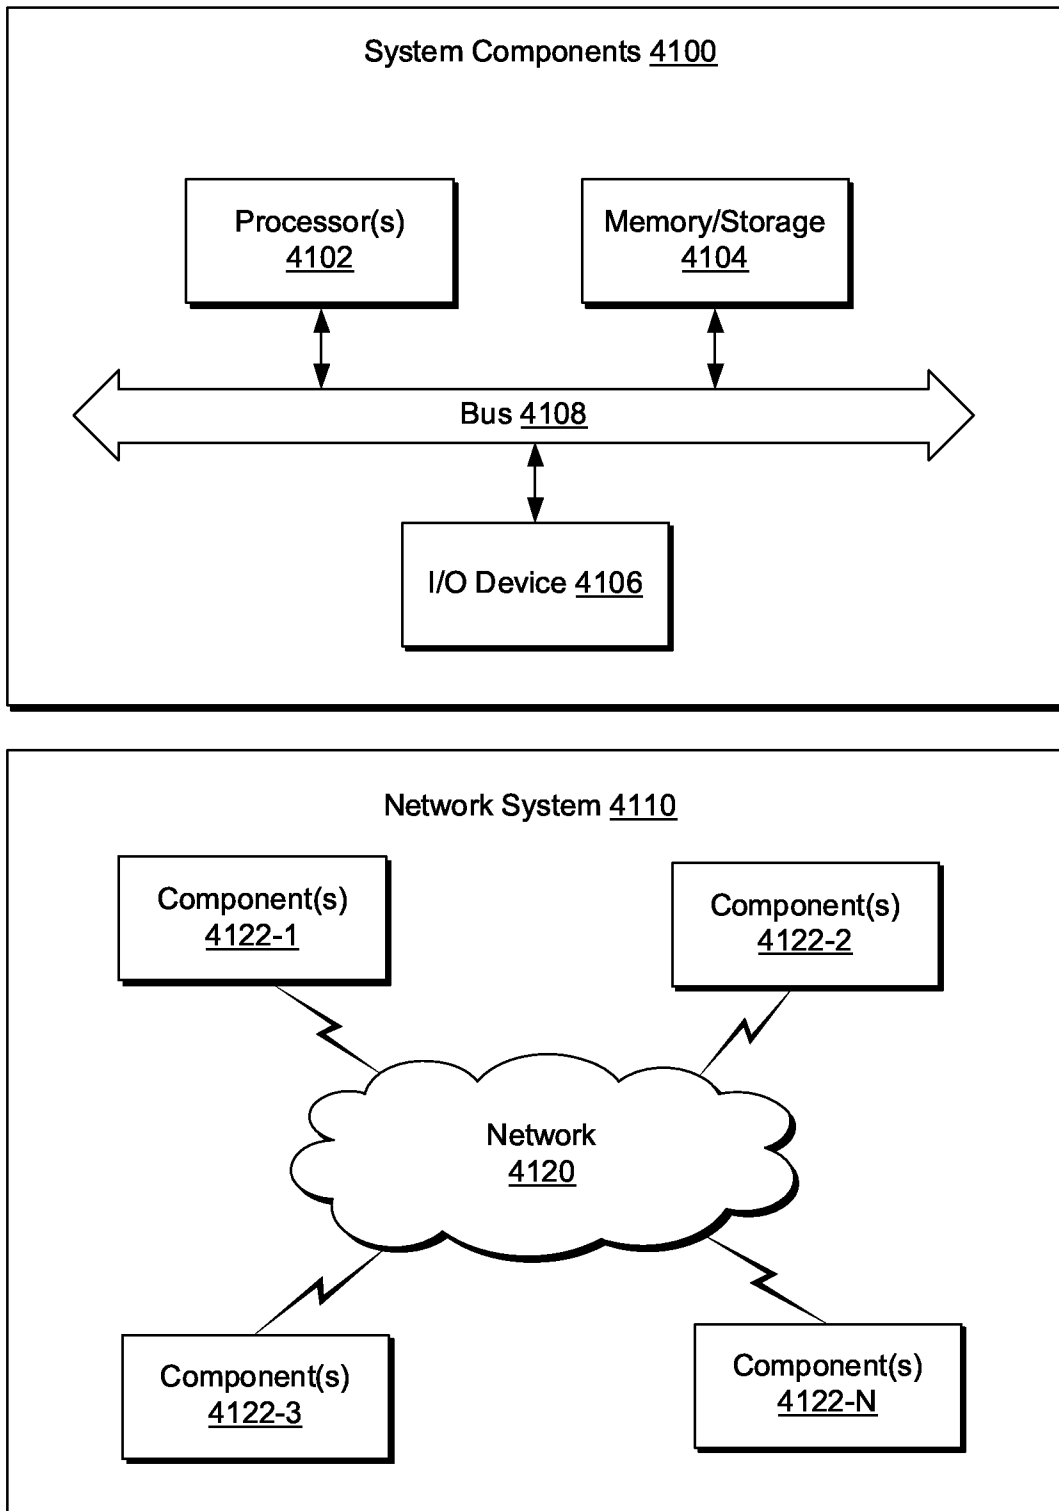 System Components 4100
Processor(s)
4102
Memory/Storage
4104
Bus 4108
I/O Device 4106
Network System 4110
Component(s)
4122-1
Component(s)
4122-2
Network
4120
Component(s)
4122-3
Component(s)
4122-N